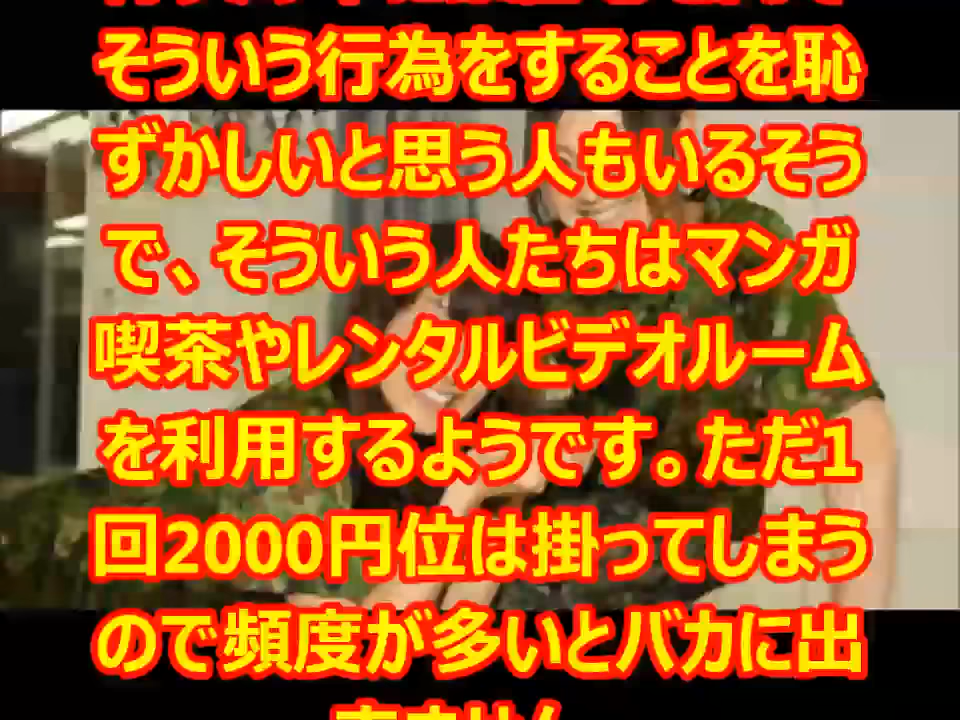 そういう行為をすることを恥
ずかしいと思う人もいるそう
で、そういう人たちはマンガ
喫茶やレンタルビデオルーム
を利用するようです。ただ1
回2000円位は掛ってしまう
ので頻度が多いとバカに出